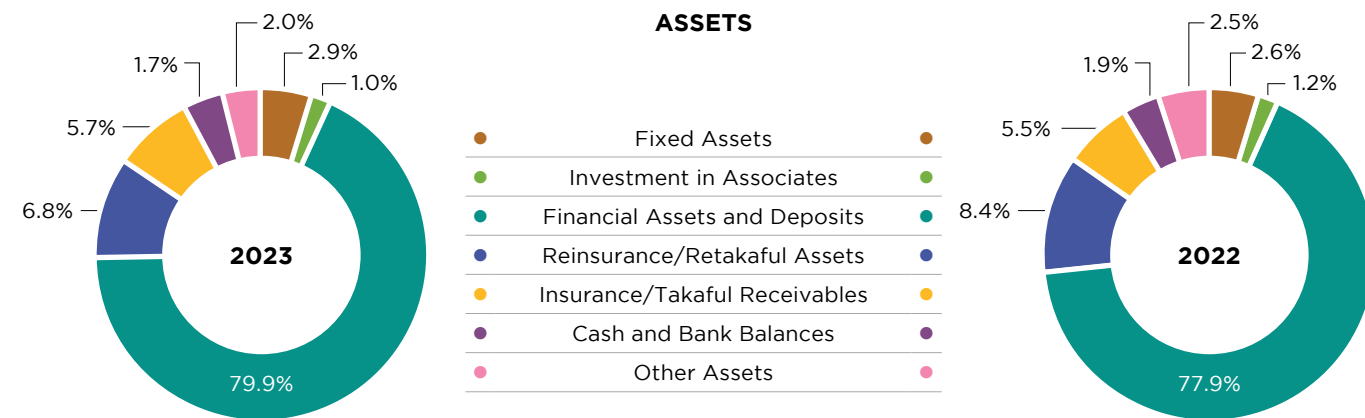 ASSETS
2.0%
2.9%
1.7%
1.0%
5.7%
6.8%
2023
79.9%
Fixed Assets
Investment in Associates
Financial Assets and Deposits
Reinsurance/Retakaful Assets
Insurance/Takaful Receivables
Cash and Bank Balances
Other Assets
2.5%
2.6%
1.9%
1.2%
5.5%
8.4%
2022
77.9%